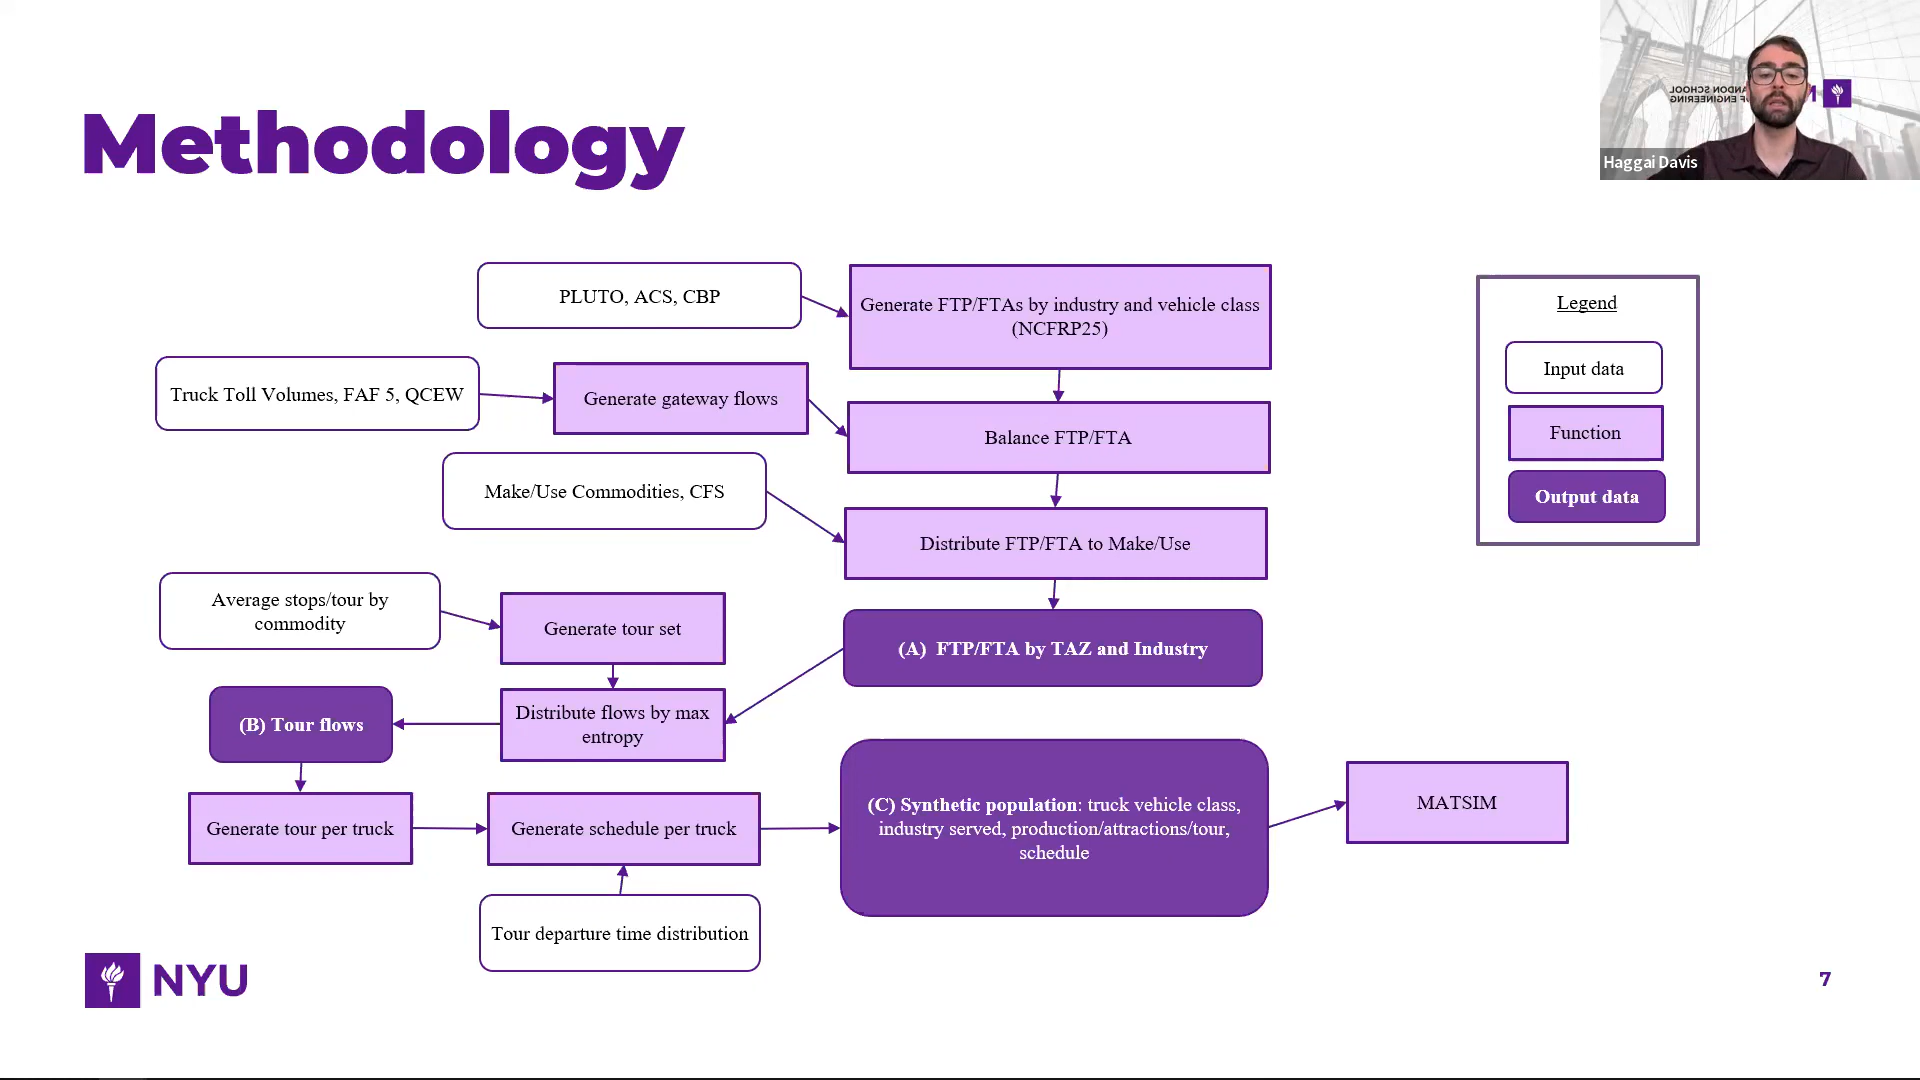 Methodology
ANDON SCHOOL
OF ENGINEERING
Haggai Davis
PLUTO, ACS, CBP
Generate FTP/FTAs by industry and vehicle class
(NCFRP25)
Truck Toll Volumes, FAF 5, QCEW
Generate gateway flows
Balance FTP/FTA
Make/Use Commodities, CFS
Distribute FTP/FTA to Make/Use
Average stops/tour by
commodity
Generate tour set
(A) FTP/FTA by TAZ and Industry
(B) Tour flows
Distribute flows by max
entropy
Generate tour per truck
Generate schedule per truck
(C) Synthetic population: truck vehicle class,
industry served, production/attractions/tour,
schedule
MATSIM
Tour departure time distribution
Legend
Input data
Function
Output data
NYU
7